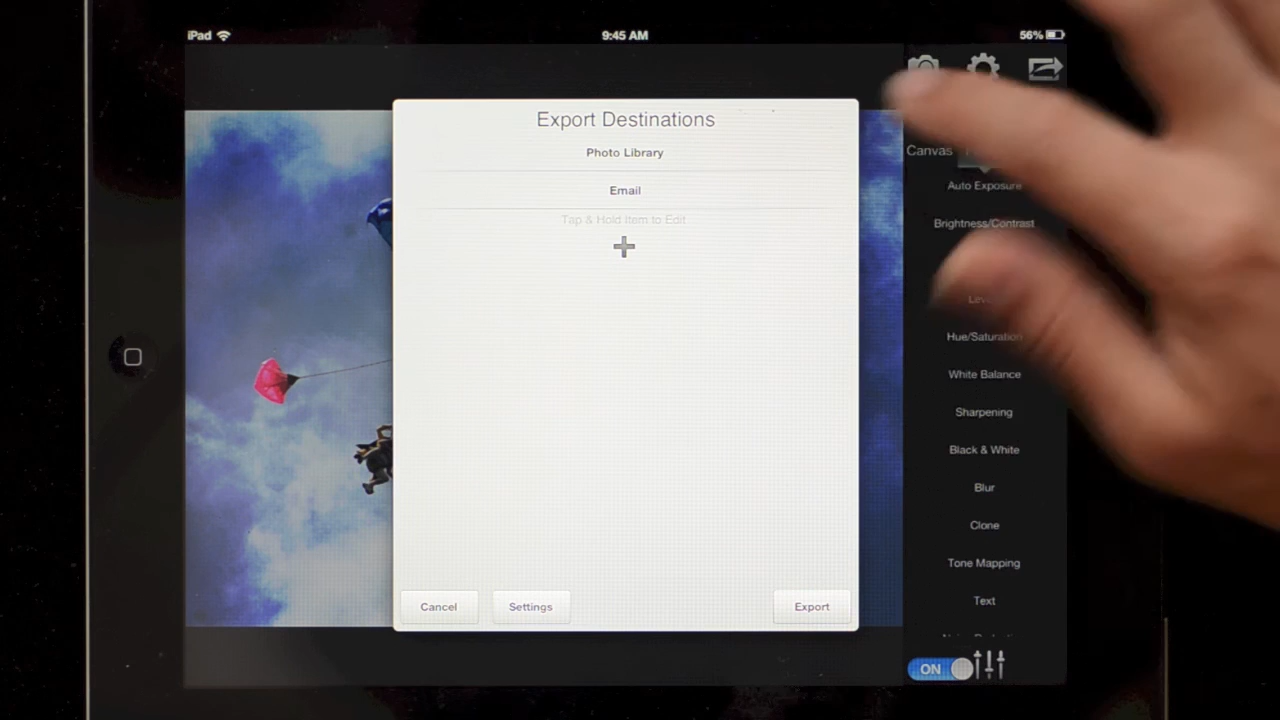 iPad
9:45 AM
56%
Export Destinations
Photo Library
Email
Tap & Hold Item to Edit
Cancel
Settings
Export
Canvas
Auto Exposure
Brightness/Contrast
Hue/Saturation
White Balance
Sharpening
Black & White
Blur
Clone
Tone Mapping
Text
ON